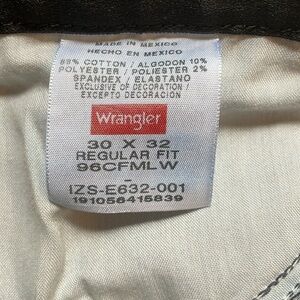 MADE IN MEXICO
HECHO EN MEXICO
88% COTTON / ALGODON 10%
POLYESTER / POLIESTER 2%
SPANDEX / ELASTANO
EXCLUSIVE OF DECORATION /
EXCEPTO DECORACIÓN
Wrangler
30 X 32
REGULAR FIT
96CFMLW
-
IZS-E632-001
191056415839